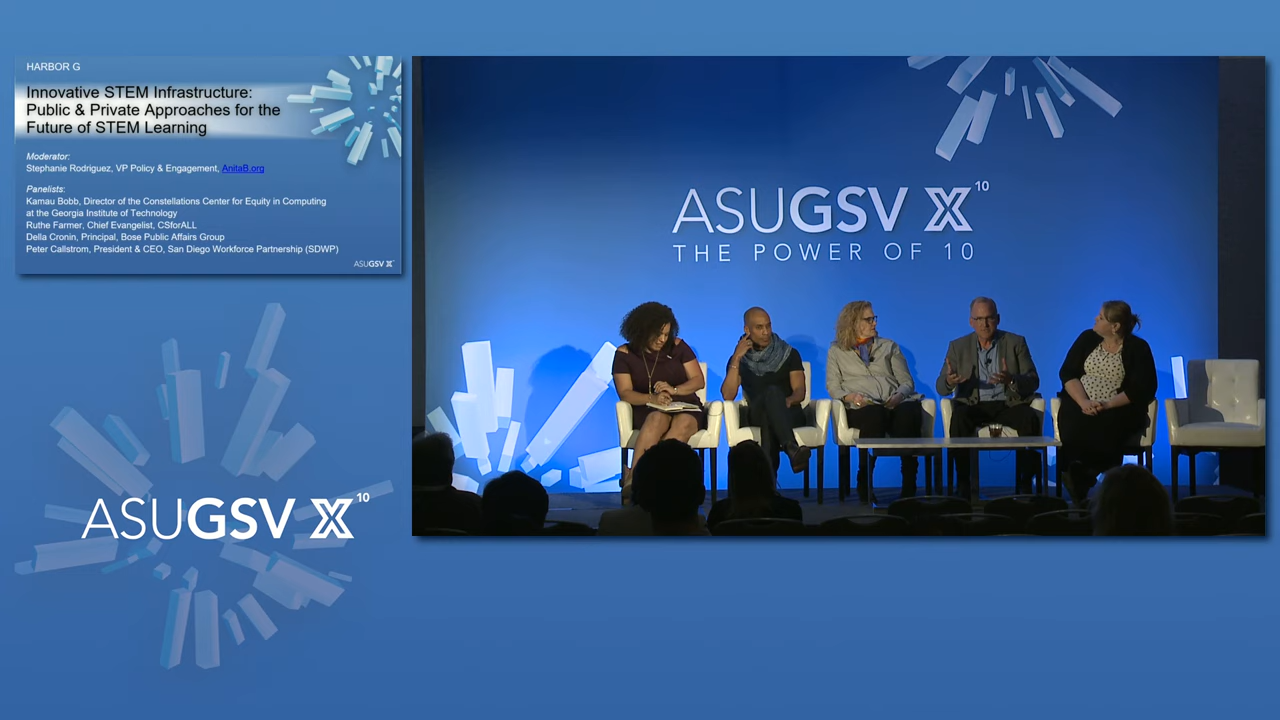 HARBOR G
Innovative STEM Infrastructure:
Public & Private Approaches for the
Future of STEM Learning
Moderator:
Stephanie Rodriguez, VP Policy & Engagement, AnitaB.org
Panelists:
Kamau Bobb, Director of the Constellations Center for Equity in Computing
at the Georgia Institute of Technology
Ruthe Farmer, Chief Evangelist, CSforALL
Della Cronin, Principal, Bose Public Affairs Group
Peter Callstrom, President & CEO, San Diego Workforce Partnership (SDWP)
ASUGSV X
ASUGSV X10
THE POWER OF 10
ASUGSV X10